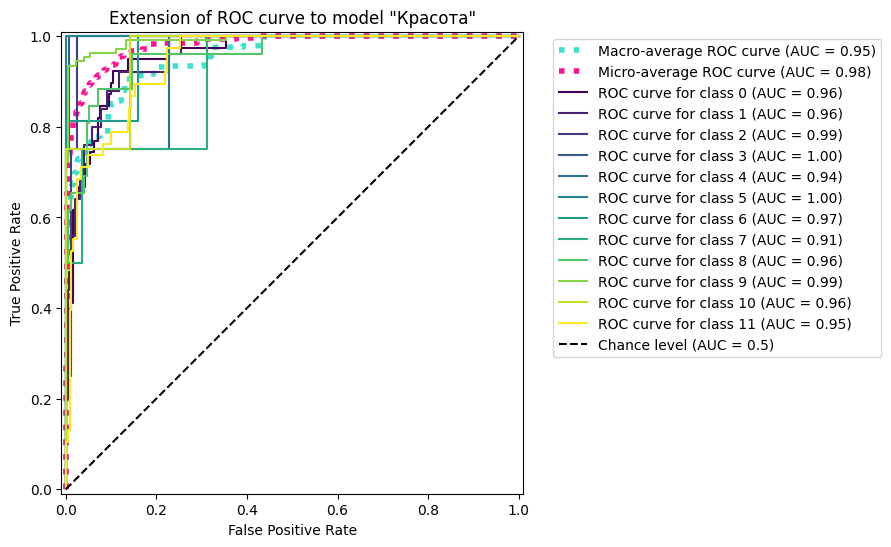 Extension of ROC curve to model "Красота"
1.0
0.8
0.6
0.4
0.2
0.0
True Positive Rate
0.0 0.2 0.4 0.6 0.8 1.0
False Positive Rate
Macro-average ROC curve (AUC = 0.95)
Micro-average ROC curve (AUC = 0.98)
ROC curve for class 0 (AUC = 0.96)
ROC curve for class 1 (AUC = 0.96)
ROC curve for class 2 (AUC = 0.99)
ROC curve for class 3 (AUC = 1.00)
ROC curve for class 4 (AUC = 0.94)
ROC curve for class 5 (AUC = 1.00)
ROC curve for class 6 (AUC = 0.97)
ROC curve for class 7 (AUC = 0.91)
ROC curve for class 8 (AUC = 0.96)
ROC curve for class 9 (AUC = 0.99)
ROC curve for class 10 (AUC = 0.96)
ROC curve for class 11 (AUC = 0.95)
Chance level (AUC = 0.5)